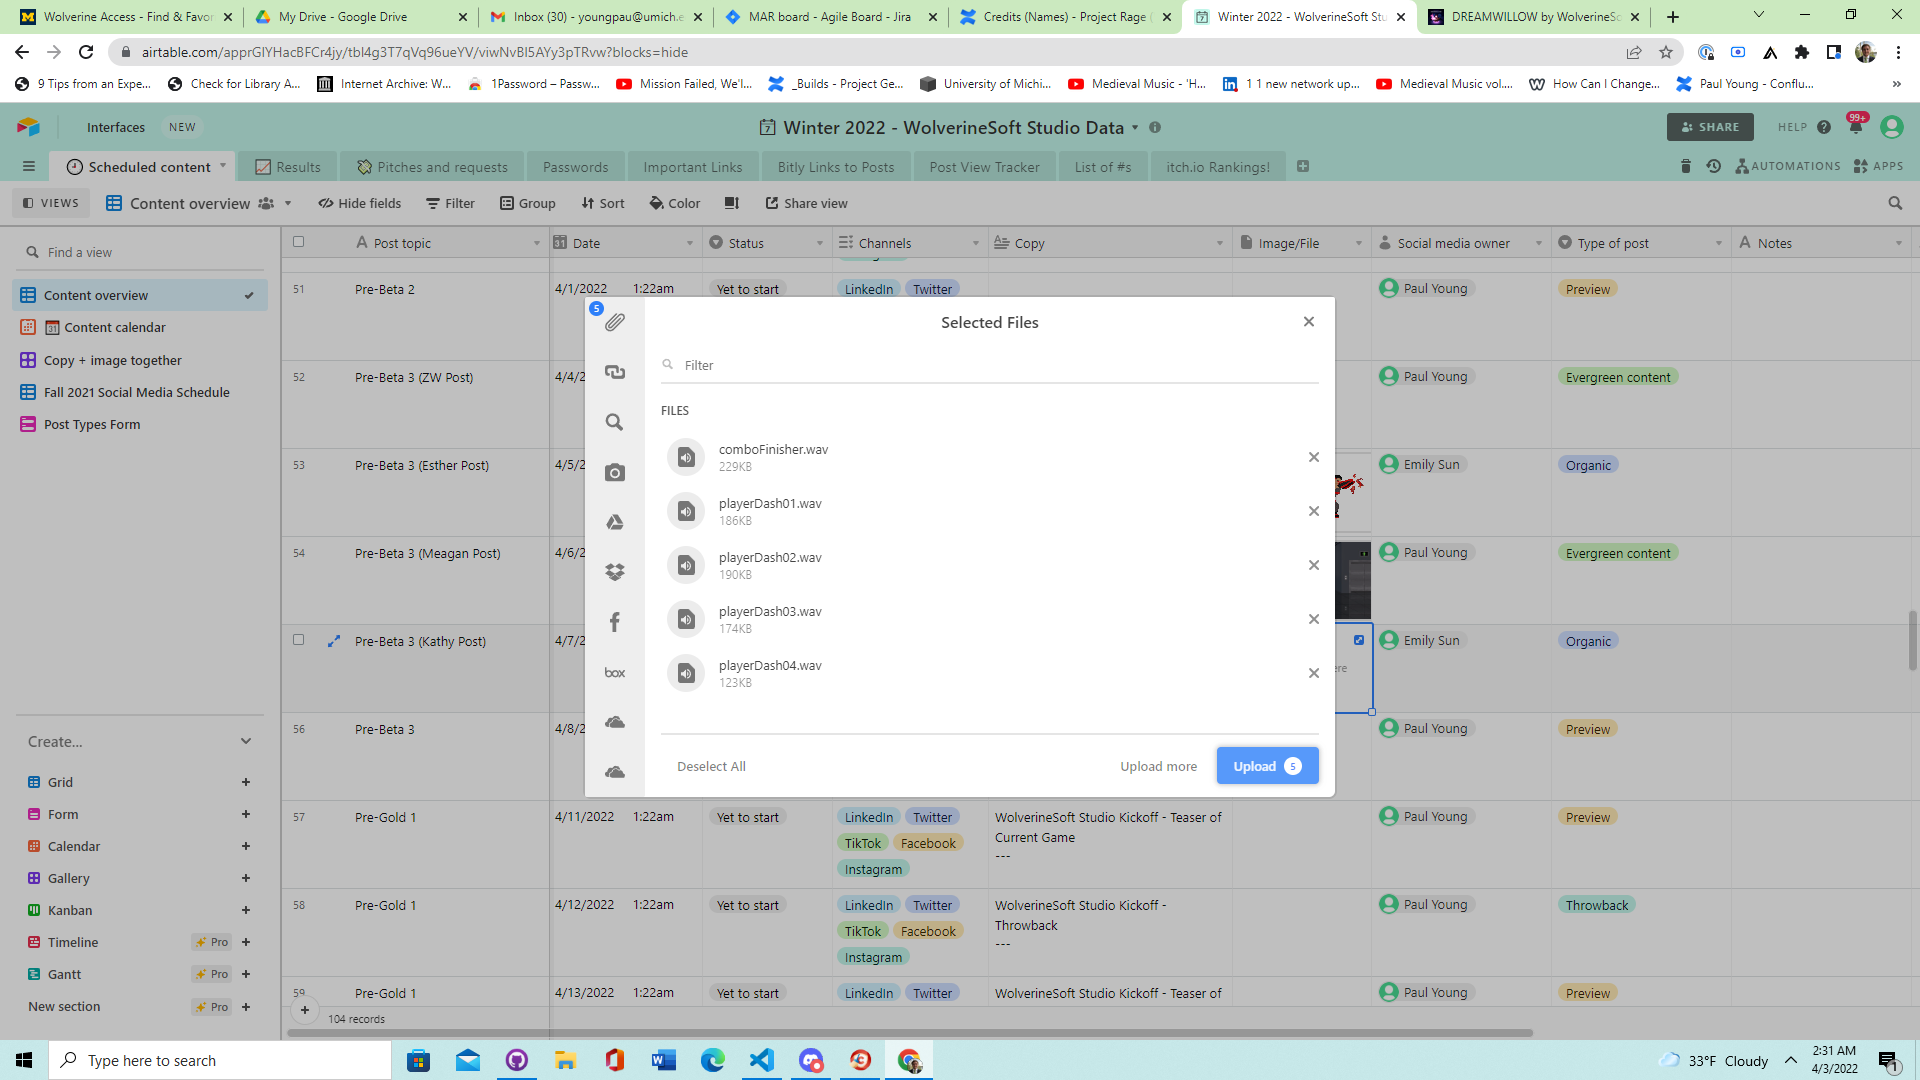 Wolverine Access - Find & Favor
My Drive - Google Drive
Inbox (30) - youngpau@umich.e
MAR board - Agile Board - Jira
Credits (Names) - Project Rage (
Winter 2022 - WolverineSoft Stu
DREAMWILLOW by WolverineSo
airtable.com/apprGIYHacBFCr4jy/tbl4g3T7qVq96ueYV/viwNvBI5AYy3pTRvw?blocks=hide
9 Tips from an Expe...
Check for Library A...
Internet Archive: W...
1Password – Passw...
Mission Failed, We'l...
_Builds - Project Ge...
University of Michi...
Medieval Music - 'H...
1 1 new network up...
Medieval Music vol....
How Can I Change...
Paul Young - Conflu...
»
Interfaces
NEW
Winter 2022 - WolverineSoft Studio Data
SHARE
HELP
99+
Scheduled content
Results
Pitches and requests
Passwords
Important Links
Bitly Links to Posts
Post View Tracker
List of #s
itch.io Rankings!
AUTOMATIONS
APPS
VIEWS
Content overview
Hide fields
Filter
Group
Sort
Color
Share view
Find a view
Content overview
Content calendar
Copy + image together
Fall 2021 Social Media Schedule
Post Types Form
Create...
Grid
Form
Calendar
Gallery
Kanban
Timeline
Pro
Gantt
Pro
New section
Pro
Post topic
Date
Status
Channels
Copy
Image/File
Social media owner
Type of post
Notes
51
Pre-Beta 2
4/1/2022 1:22am
Yet to start
LinkedIn
Twitter
Paul Young
Preview
52
Pre-Beta 3 (ZW Post)
4/4/2
Paul Young
Evergreen content
53
Pre-Beta 3 (Esther Post)
4/5/2
Emily Sun
Organic
54
Pre-Beta 3 (Meagan Post)
4/6/2
Paul Young
Evergreen content
Pre-Beta 3 (Kathy Post)
4/7/2
ere
Emily Sun
Organic
56
Pre-Beta 3
4/8/2
Paul Young
Preview
57
Pre-Gold 1
4/11/2022 1:22am
Yet to start
LinkedIn
Twitter
TikTok
Facebook
Instagram
WolverineSoft Studio Kickoff - Teaser of
Current Game
---
Paul Young
Preview
58
Pre-Gold 1
4/12/2022 1:22am
Yet to start
LinkedIn
Twitter
TikTok
Facebook
Instagram
WolverineSoft Studio Kickoff -
Throwback
---
Paul Young
Throwback
59
Pre-Gold 1
4/13/2022 1:22am
Yet to start
LinkedIn
Twitter
WolverineSoft Studio Kickoff - Teaser of
Paul Young
Preview
104 records
5
box
Selected Files
Filter
FILES
comboFinisher.wav
229KB
playerDash01.wav
186KB
playerDash02.wav
190KB
playerDash03.wav
174KB
playerDash04.wav
123KB
Deselect All
Upload more
Upload 5
Type here to search
33°F Cloudy
2:31 AM
4/3/2022
1